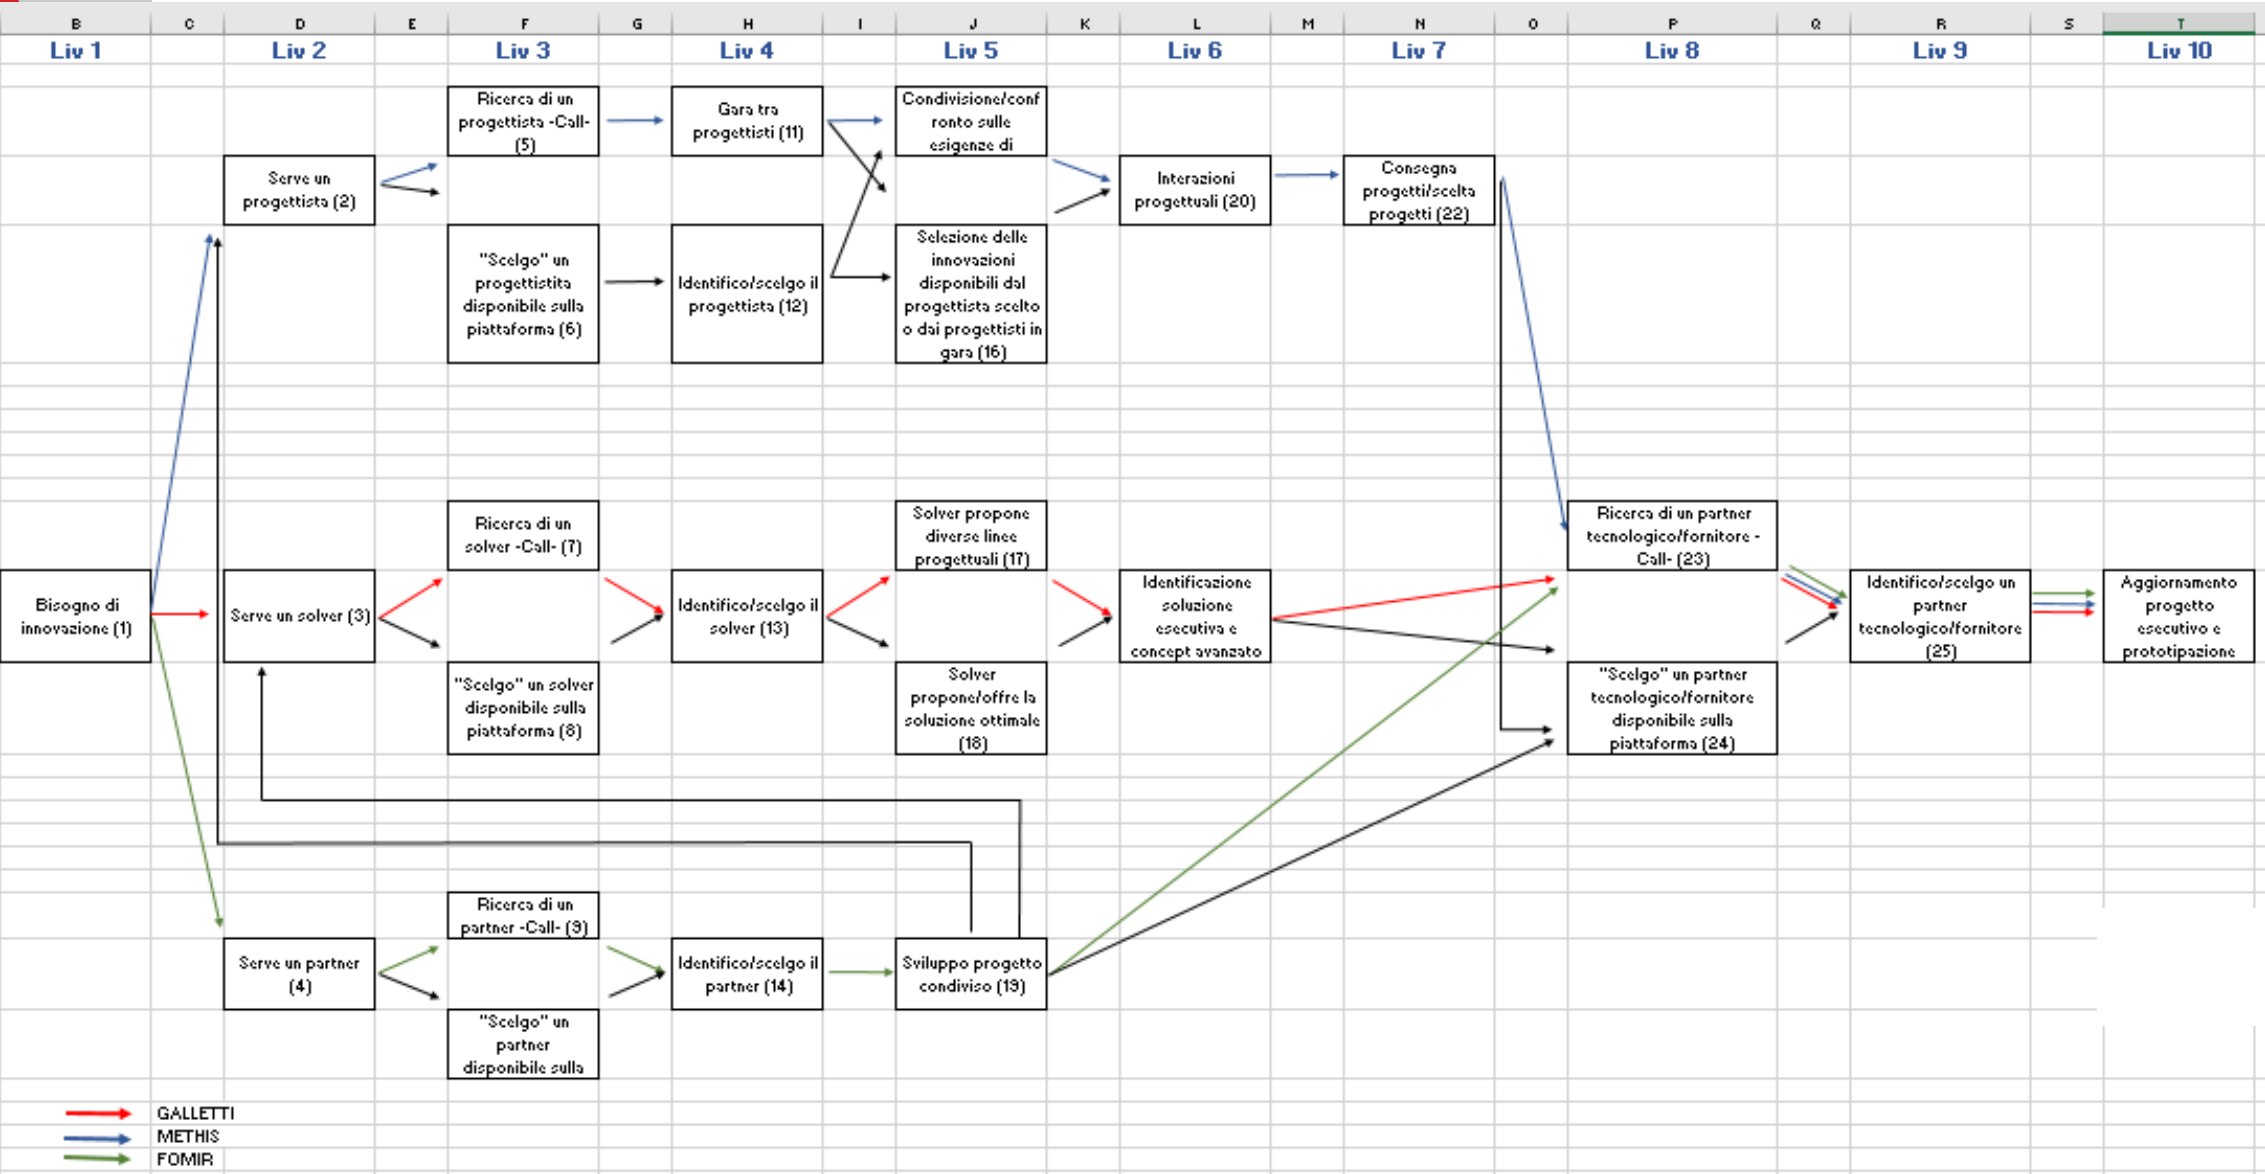 B C D E F G H I J K L M N O P Q R S T
Liv 1 Liv 2 Liv 3 Liv 4 Liv 5 Liv 6 Liv 7 Liv 8 Liv 9 Liv 10
Ricerca di un
progettista -Call-
(5)
Gara tra
progettisti (11)
Condivisione/conf
ronto sulle
esigenze di
Serve un
progettista (2)
Interazioni
progettuali (20)
Consegna
progetti/scelta
progetti (22)
"Scelgo" un
progettistita
disponibile sulla
piattaforma (6)
Identifico/scelgo il
progettista (12)
Selezione delle
innovazioni
disponibili dal
progettista scelto
o dai progettisti in
gara (16)
Ricerca di un
solver -Call- (7)
Solver propone
diverse linee
progettuali (17)
Ricerca di un partner
tecnologico/fornitore -
Call- (23)
Bisogno di
innovazione (1)
Serve un solver (3)
Identifico/scelgo il
solver (13)
Identificazione
soluzione
esecutiva e
concept avanzato
Identifico/scelgo un
partner
tecnologico/fornitore
(25)
Aggiornamento
progetto
esecutivo e
prototipazione
"Scelgo" un solver
disponibile sulla
piattaforma (8)
Solver
propone/offre la
soluzione ottimale
(18)
"Scelgo" un partner
tecnologico/fornitore
disponibile sulla
piattaforma (24)
Ricerca di un
partner -Call- (9)
Serve un partner
(4)
Identifico/scelgo il
partner (14)
Sviluppo progetto
condiviso (19)
"Scelgo" un
partner
disponibile sulla
GALLETTI
METHIS
FOMIR